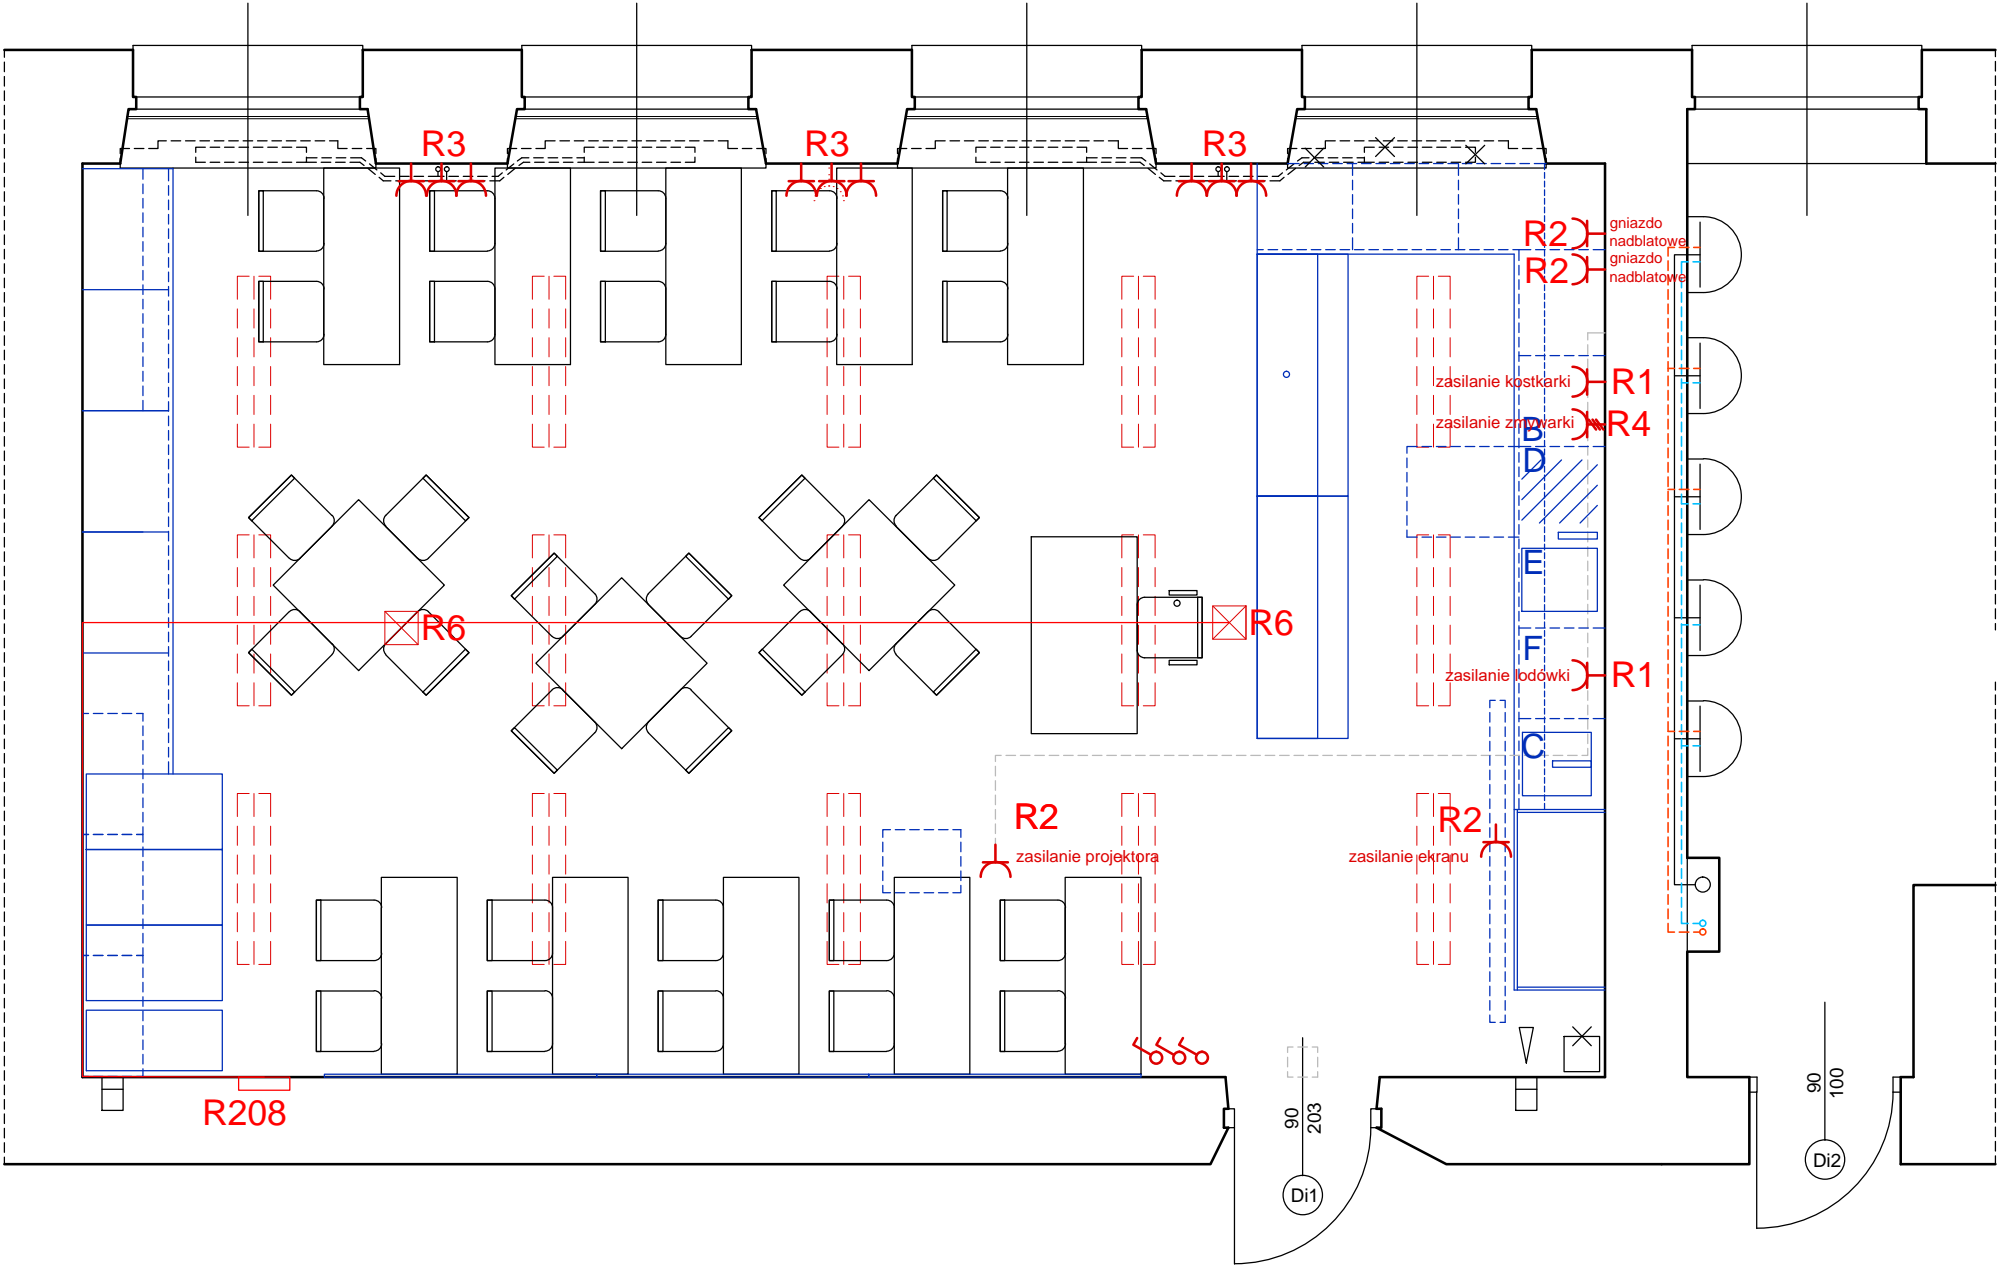 R3
R3
R3
R2
gniazdo
nadblatowe
R2
gniazdo
nadblatowe
zasilanie kostkarki
R1
zasilanie zmywarki
R4
B
D
E
R6
R6
F
zasilanie lodówki
R1
C
R2
zasilanie projektora
R2
zasilanie ekranu
R208
90
203
Di1
90
100
Di2